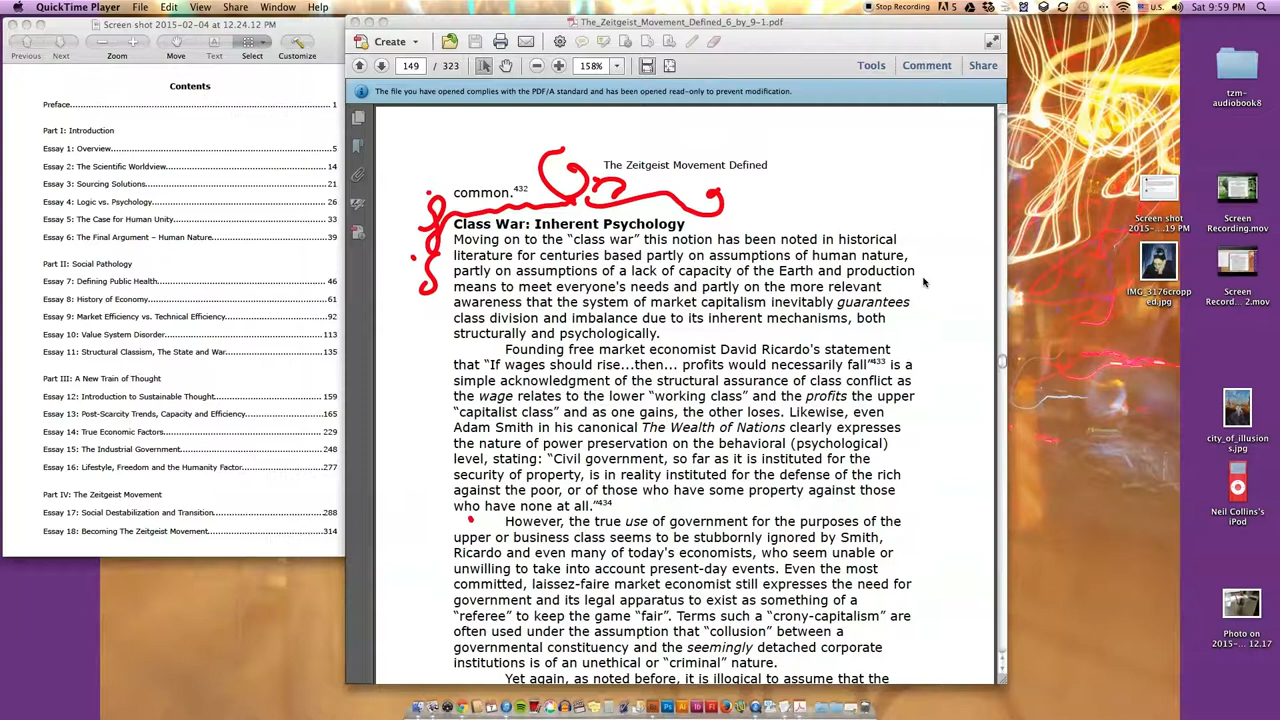 QuickTime Player File Edit View Share Window Help
Stop Recording
5
U.S.
Sat 9:59 PM
Screen shot 2015-02-04 at 12.24.12 PM
Previous Next Zoom Move Text Select Customize
Contents
Preface 1
Part I: Introduction
Essay 1: Overview 5
Essay 2: The Scientific Worldview 14
Essay 3: Sourcing Solutions 21
Essay 4: Logic vs. Psychology 26
Essay 5: The Case for Human Unity 33
Essay 6: The Final Argument – Human Nature 39
Part II: Social Pathology
Essay 7: Defining Public Health 46
Essay 8: History of Economy 61
Essay 9: Market Efficiency vs. Technical Efficiency 92
Essay 10: Value System Disorder 113
Essay 11: Structural Classism, The State and War 135
Part III: A New Train of Thought
Essay 12: Introduction to Sustainable Thought 159
Essay 13: Post-Scarcity Trends, Capacity and Efficiency 165
Essay 14: True Economic Factors 229
Essay 15: The Industrial Government 248
Essay 16: Lifestyle, Freedom and the Humanity Factor 277
Part IV: The Zeitgeist Movement
Essay 17: Social Destabilization and Transition 288
Essay 18: Becoming The Zeitgeist Movement 314
The_Zeitgeist_Movement_Defined_6_by_9-1.pdf
Create
149 / 323
158%
Tools Comment Share
The file you have opened complies with the PDF/A standard and has been opened read-only to prevent modification.
The Zeitgeist Movement Defined
common.432
Class War: Inherent Psychology
Moving on to the “class war” this notion has been noted in historical
literature for centuries based partly on assumptions of human nature,
partly on assumptions of a lack of capacity of the Earth and production
means to meet everyone's needs and partly on the more relevant
awareness that the system of market capitalism inevitably guarantees
class division and imbalance due to its inherent mechanisms, both
structurally and psychologically.
Founding free market economist David Ricardo's statement
that “If wages should rise...then... profits would necessarily fall”433 is a
simple acknowledgment of the structural assurance of class conflict as
the wage relates to the lower “working class” and the profits the upper
“capitalist class” and as one gains, the other loses. Likewise, even
Adam Smith in his canonical The Wealth of Nations clearly expresses
the nature of power preservation on the behavioral (psychological)
level, stating: “Civil government, so far as it is instituted for the
security of property, is in reality instituted for the defense of the rich
against the poor, or of those who have some property against those
who have none at all.”434
However, the true use of government for the purposes of the
upper or business class seems to be stubbornly ignored by Smith,
Ricardo and even many of today's economists, who seem unable or
unwilling to take into account present-day events. Even the most
committed, laissez-faire market economist still expresses the need for
government and its legal apparatus to exist as something of a
“referee” to keep the game “fair”. Terms such a “crony-capitalism” are
often used under the assumption that “collusion” between a
governmental constituency and the seemingly detached corporate
institutions is of an unethical or “criminal” nature.
Yet again, as noted before, it is illogical to assume that the
tzm-
audiobook8
Screen shot
2015-...19 PM
Screen
Recording.mov
IMG_3176cropp
ed.jpg
Screen
Record... 2.mov
city_of_illusion
s.jpg
Neil Collins's
iPod
Photo on
2015-... 12.17